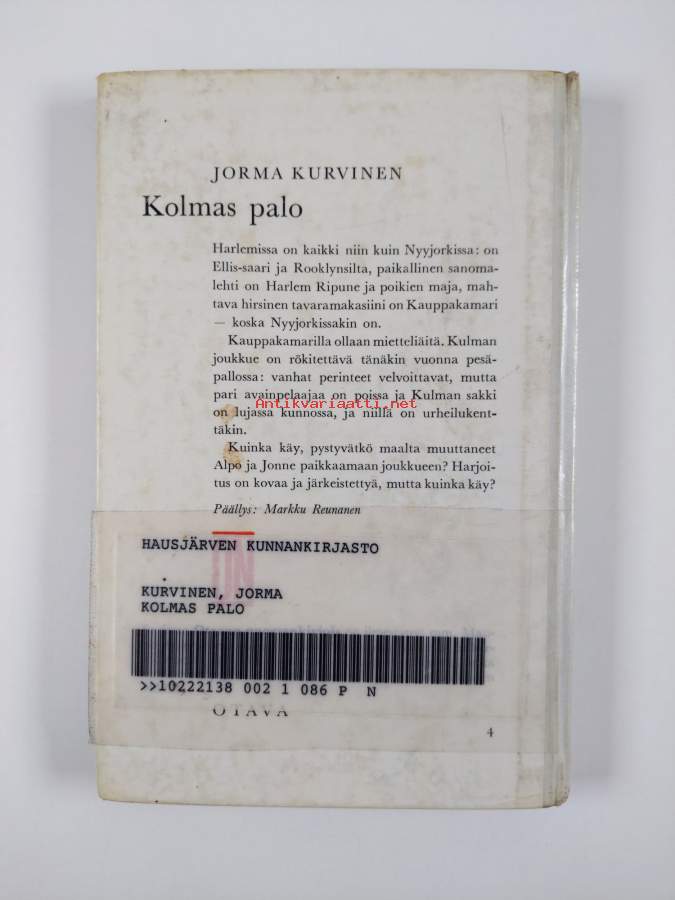 JORMA KURVINEN
Kolmas palo
Harlemissa on kaikki niin kuin Nyyjorkissa: on
Ellis-saari ja Rooklynsilta, paikallinen sanoma-
lehti on Harlem Ripune ja poikien maja, mah-
tava hirsinen tavaramakasiini on Kauppakamari
— koska Nyyjorkissakin on.
Kauppakamarilla ollaan mietteliäitä. Kulman
joukkue on rökitettävä tänäkin vuonna pesä-
pallossa: vanhat perinteet velvoittavat, mutta
pari avainpelaajaa on poissa ja Kulman sakki
Antikvariaatti.net
on lujassa kunnossa, ja niillä on urheilukent-
täkin.
Kuinka käy, pystyvätkö maalta muuttaneet
Alpo ja Jonne paikkaamaan joukkueen? Harjoi-
tus on kovaa ja järkeistettyä, mutta kuinka käy?
Päällys: Markku Reunanen
HAUSJÄRVEN KUNNANKIRJASTO
KURVINEN, JORMA
KOLMAS PALO
>>10222138 002 1 086 P N
OTAVA
4